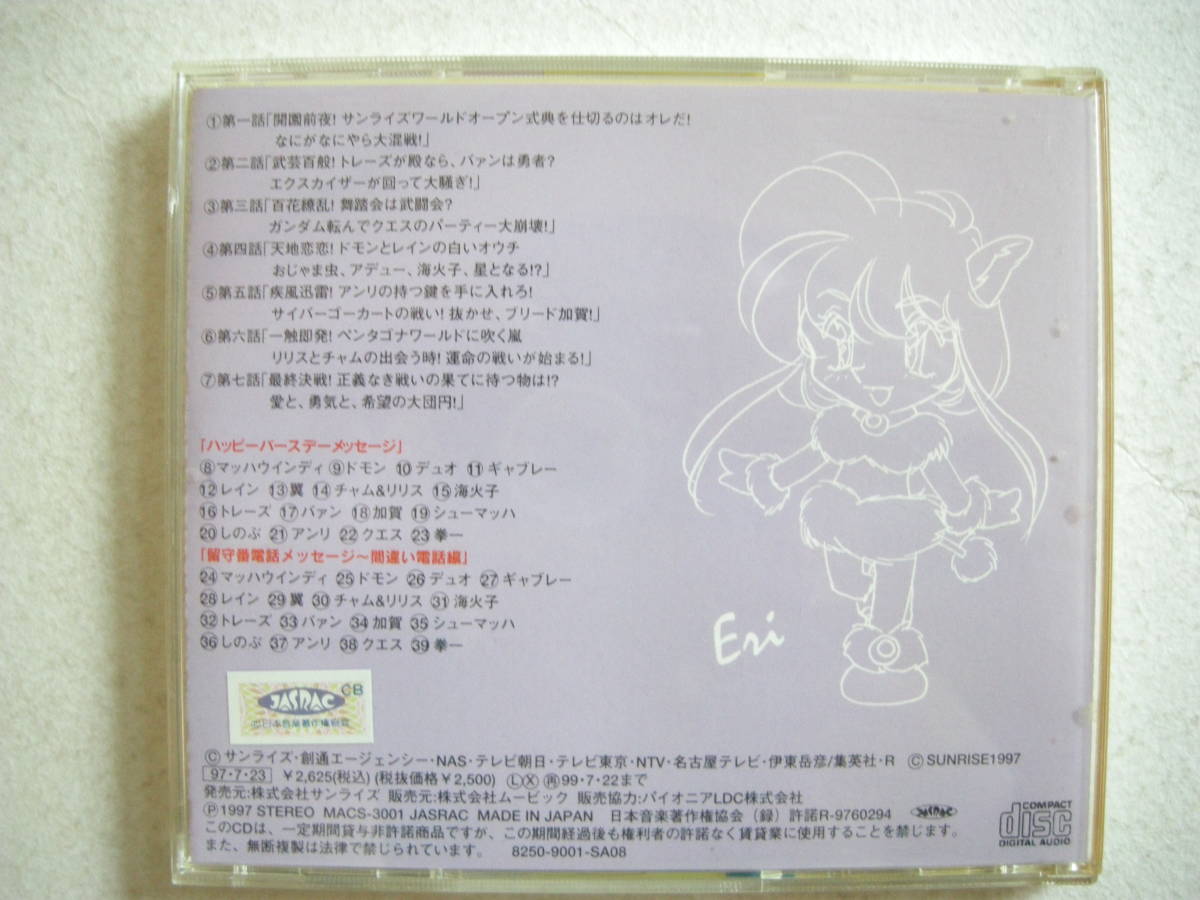 ①第一話「開園前夜!サンライズワールドオープン式典を仕切るのはオレだ!
なにがなにやら大混戦!」
②第二話「武芸百般!トレーズが殿なら、バァンは勇者?
エクスカイザーが回って大騒ぎ!」
③第三話「百花繚乱!舞踏会は武闘会?
ガンダム転んでクエスのパーティー大崩壊!」
④第四話「天地恋恋!ドモンとレインの白いオウチ
おじゃま虫、アデュー、海火子、星となる!?」
⑤第五話「疾風迅雷!アンリの持つ鍵を手に入れろ!
サイバーゴーカートの戦い!抜かせ、ブリード加賀!」
⑥第六話「一触即発!ペンタゴナワールドに吹く嵐
リリスとチャムの出会う時!運命の戦いが始まる!」
⑦第七話「最終決戦!正義なき戦いの果てに待つ物は!?
愛と、勇気と、希望の大団円!」
「ハッピーバースデーメッセージ」
⑧マッハウインディ ⑨ドモン ⑩デュオ ⑪ギャブレー
⑫レイン ⑬翼 ⑭チャム&リリス ⑮海火子
⑯トレーズ ⑰バァン ⑱加賀 ⑲シューマッハ
⑳しのぶ ㉑アンリ ㉒クエス ㉓拳一
「留守番電話メッセージ〜間違い電話編」
㉔マッハウインディ ㉕ドモン ㉖デュオ ㉗ギャブレー
㉘レイン ㉙翼 ㉚チャム&リリス ㉛海火子
㉜トレーズ ㉝バァン ㉞加賀 ㉟シューマッハ
㊱しのぶ ㊲アンリ ㊳クエス ㊴拳一
Eri
JASRAC CB
ⓒサンライズ・創通エージェンシー・NAS・テレビ朝日・テレビ東京・NTV・名古屋テレビ・伊東岳彦/集英社・R ⓒSUNRISE1997
97・7・23 ¥2,625(税込)(税抜価格¥2,500) ⓁⓍ㊥99・7・22まで
発売元:株式会社サンライズ 販売元:株式会社ムービック 販売協力:パイオニアLDC株式会社
Ⓟ1997 STEREO MACS-3001 JASRAC MADE IN JAPAN 日本音楽著作権協会(録)許諾R-9760294 JASRAC
このCDは、一定期間貸与非許諾商品ですが、この期間経過後も権利者の許諾なく賃貸業に使用することを禁じます。
また、無断複製は法律で禁じられています。 8250-9001-SA08
COMPACT
disc
DIGITAL AUDIO